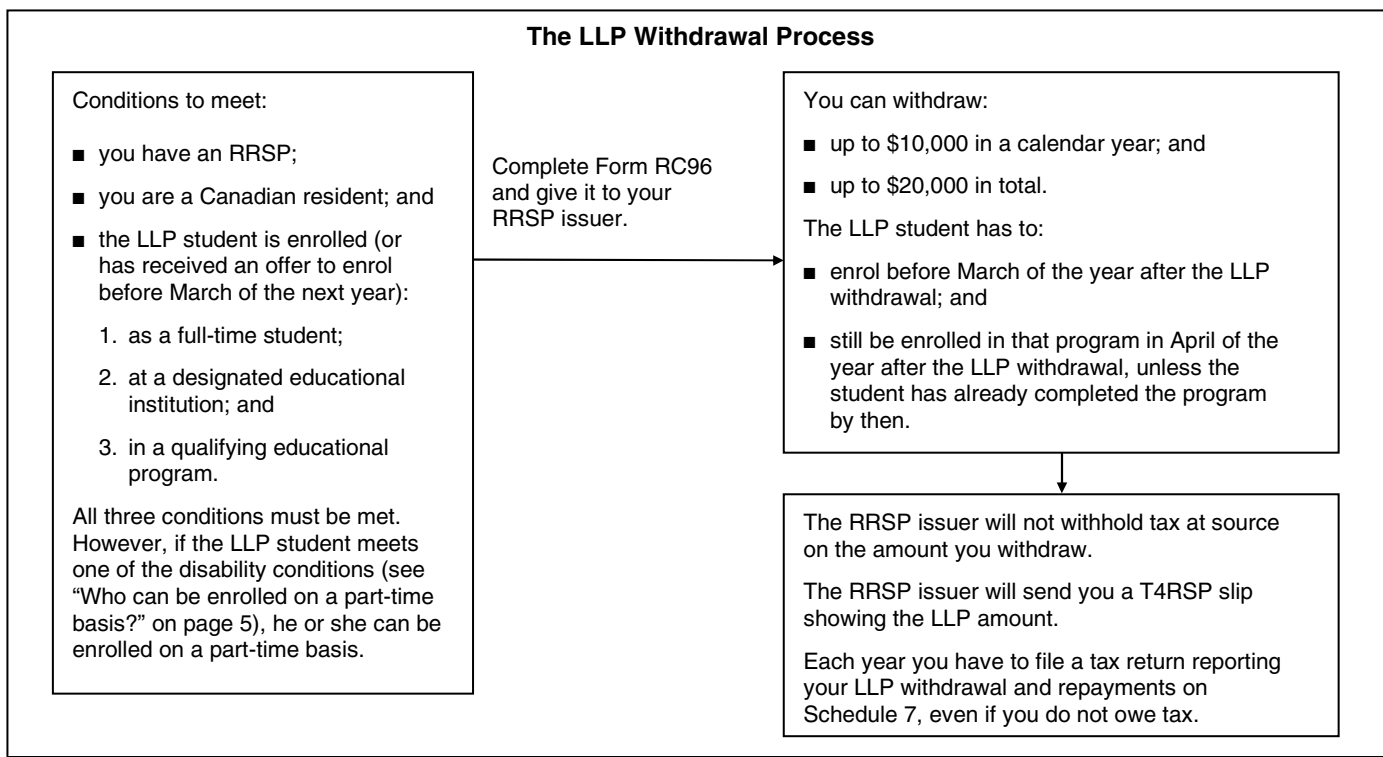 The LLP Withdrawal Process
Conditions to meet:
■ you have an RRSP;
■ you are a Canadian resident; and
■ the LLP student is enrolled (or
has received an offer to enrol
before March of the next year):
1. as a full-time student;
2. at a designated educational
institution; and
3. in a qualifying educational
program.
All three conditions must be met.
However, if the LLP student meets
one of the disability conditions (see
“Who can be enrolled on a part-time
basis?” on page 5), he or she can be
enrolled on a part-time basis.
Complete Form RC96
and give it to your
RRSP issuer.
You can withdraw:
■ up to $10,000 in a calendar year; and
■ up to $20,000 in total.
The LLP student has to:
■ enrol before March of the year after the LLP
withdrawal; and
■ still be enrolled in that program in April of the
year after the LLP withdrawal, unless the
student has already completed the program
by then.
The RRSP issuer will not withhold tax at source
on the amount you withdraw.
The RRSP issuer will send you a T4RSP slip
showing the LLP amount.
Each year you have to file a tax return reporting
your LLP withdrawal and repayments on
Schedule 7, even if you do not owe tax.